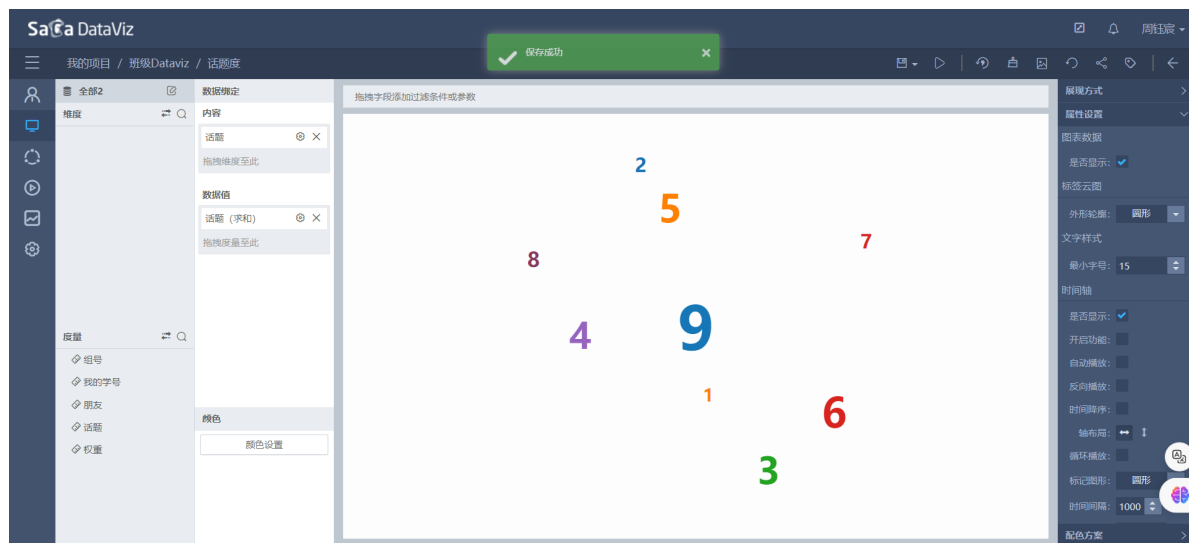 SaCa DataViz
保存成功
周钰宸
我的项目 / 班级Dataviz / 话题度
全部2
数据绑定
拖拽字段添加过滤条件或参数
展现方式
维度
内容
属性设置
话题
图表数据
拖拽维度至此
是否显示:
标签云图
数据值
外形轮廓: 圆形
话题（求和）
文字样式
拖拽度量至此
最小字号: 15
时间轴
是否显示:
度量
开启功能:
组号
自动播放:
我的学号
反向播放:
朋友
时间降序:
话题
颜色
轴布局:
权重
颜色设置
循环播放:
标记图形: 圆形
时间间隔: 1000
配色方案
2
5
7
8
9
4
1
6
3